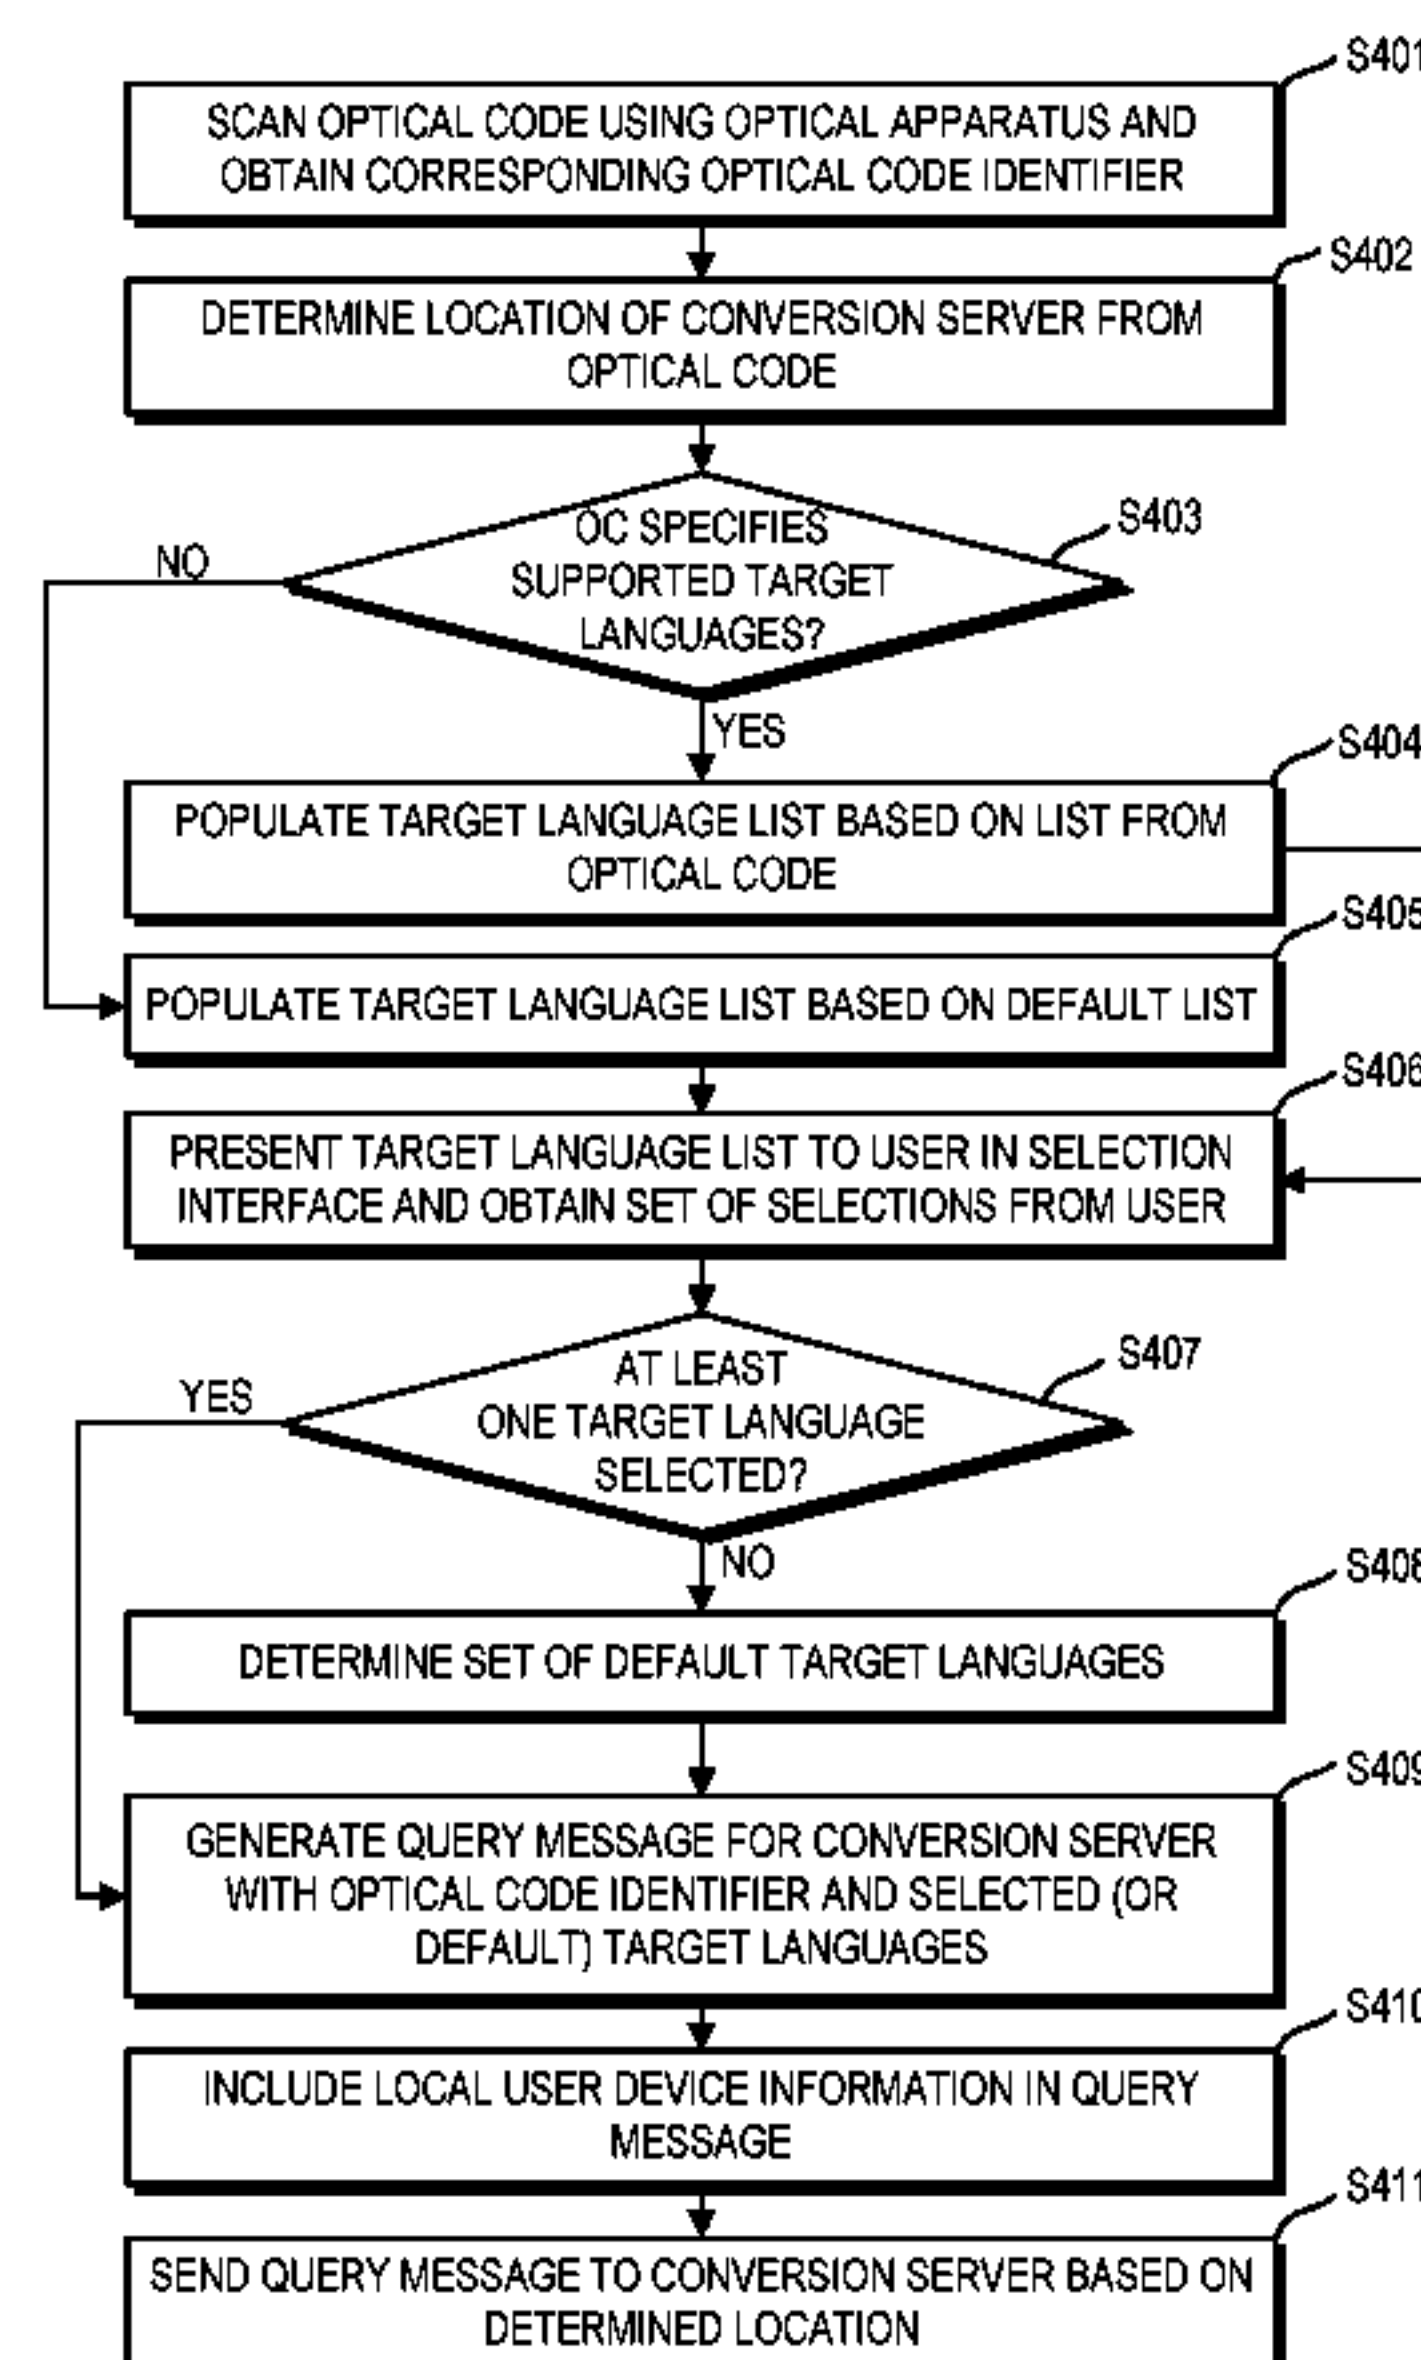 S401
SCAN OPTICAL CODE USING OPTICAL APPARATUS AND
OBTAIN CORRESPONDING OPTICAL CODE IDENTIFIER
S402
DETERMINE LOCATION OF CONVERSION SERVER FROM
OPTICAL CODE
S403
OC SPECIFIES
SUPPORTED TARGET
LANGUAGES?
NO
YES
S404
POPULATE TARGET LANGUAGE LIST BASED ON LIST FROM
OPTICAL CODE
S405
POPULATE TARGET LANGUAGE LIST BASED ON DEFAULT LIST
S406
PRESENT TARGET LANGUAGE LIST TO USER IN SELECTION
INTERFACE AND OBTAIN SET OF SELECTIONS FROM USER
S407
AT LEAST
ONE TARGET LANGUAGE
SELECTED?
YES
NO
S408
DETERMINE SET OF DEFAULT TARGET LANGUAGES
S409
GENERATE QUERY MESSAGE FOR CONVERSION SERVER
WITH OPTICAL CODE IDENTIFIER AND SELECTED (OR
DEFAULT) TARGET LANGUAGES
S410
INCLUDE LOCAL USER DEVICE INFORMATION IN QUERY
MESSAGE
S411
SEND QUERY MESSAGE TO CONVERSION SERVER BASED ON
DETERMINED LOCATION